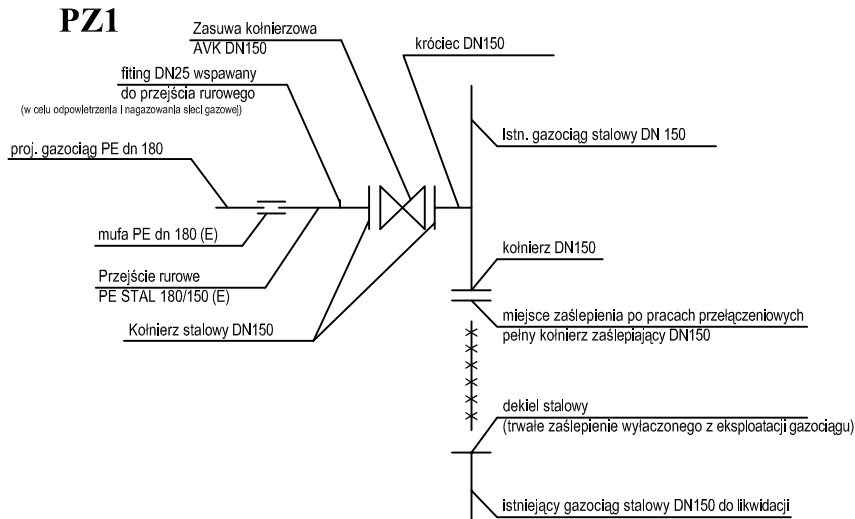 PZ1
Zasuwa kołnierzowa
AVK DN150
króciec DN150
fiting DN25 wspawany
do przejścia rurowego
(w celu odpowietrzenia i nagazowania sieci gazowej)
Istn. gazociąg stalowy DN 150
proj. gazociąg PE dn 180
mufa PE dn 180 (E)
kołnierz DN150
Przejście rurowe
PE STAL 180/150 (E)
miejsce zaślepienia po pracach przełączeniowych
Kołnierz stalowy DN150
pełny kołnierz zaślepiający DN150
dekiel stalowy
(trwałe zaślepienie wyłaczonego z eksploatacji gazociągu)
istniejący gazociąg stalowy DN150 do likwidacji